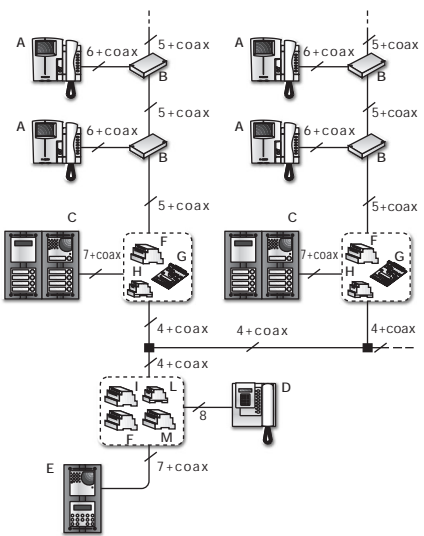 A 6+coax 5+coax A 6+coax 5+coax
B B
5+coax 5+coax
A 6+coax A 6+coax
B B
5+coax 5+coax
C F C F
7+coax G 7+coax G
H H
4+coax 4+coax 4+coax
4+coax
I L D
8
F M
E 7+coax